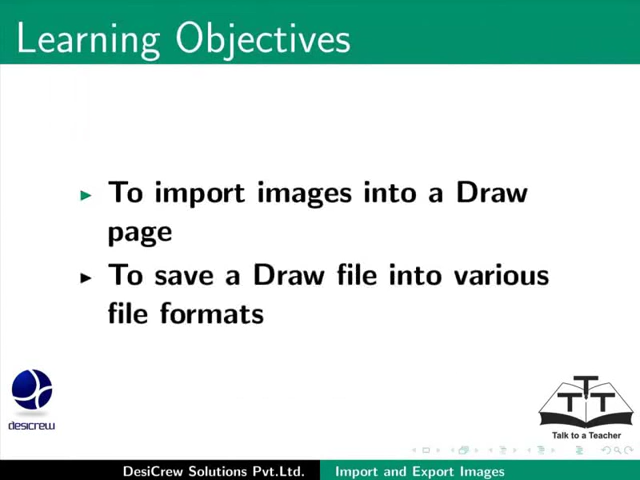 Learning Objectives
To import images into a Draw
page
To save a Draw file into various
file formats
desicrew
TTT
Talk to a Teacher
DesiCrew Solutions Pvt.Ltd.
Import and Export Images